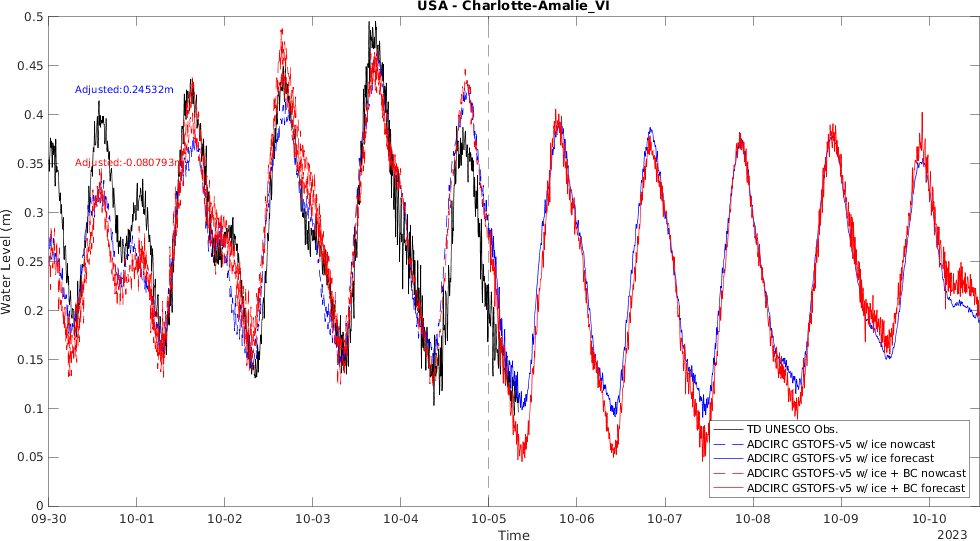 USA - Charlotte-Amalie_VI
0.5
0.45
0.4
0.35
0.3
0.25
0.2
0.15
0.1
0.05
0
Water Level (m)
Adjusted:0.24532m
Adjusted:-0.080793m
TD UNESCO Obs.
ADCIRC GSTOFS-v5 w/ ice nowcast
ADCIRC GSTOFS-v5 w/ ice forecast
ADCIRC GSTOFS-v5 w/ ice + BC nowcast
ADCIRC GSTOFS-v5 w/ ice + BC forecast
09-30 10-01 10-02 10-03 10-04 10-05 10-06 10-07 10-08 10-09 10-10
Time
2023